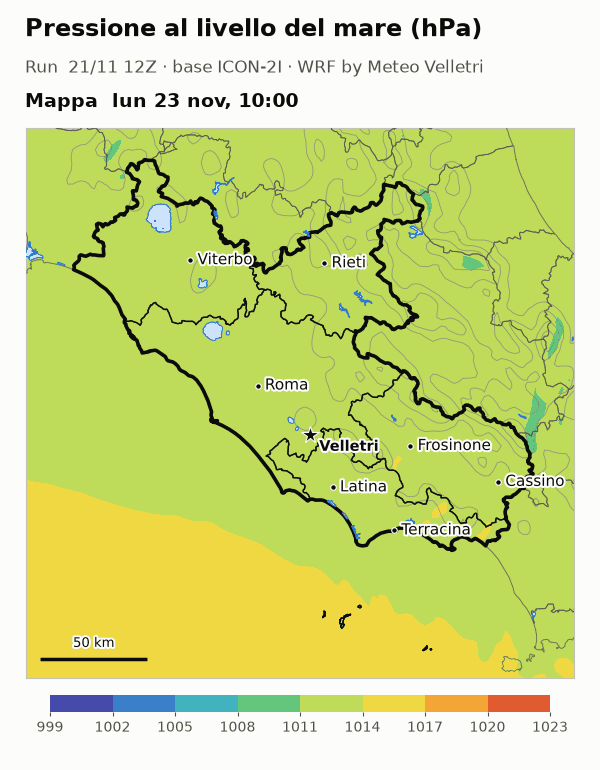 Pressione al livello del mare (hPa)
Run 21/11 12Z · base ICON-2I · WRF by Meteo Velletri
Mappa lun 23 nov, 10:00
Viterbo
Rieti
Roma
Velletri
Frosinone
Latina
Cassino
Terracina
50 km
999 1002 1005 1008 1011 1014 1017 1020 1023